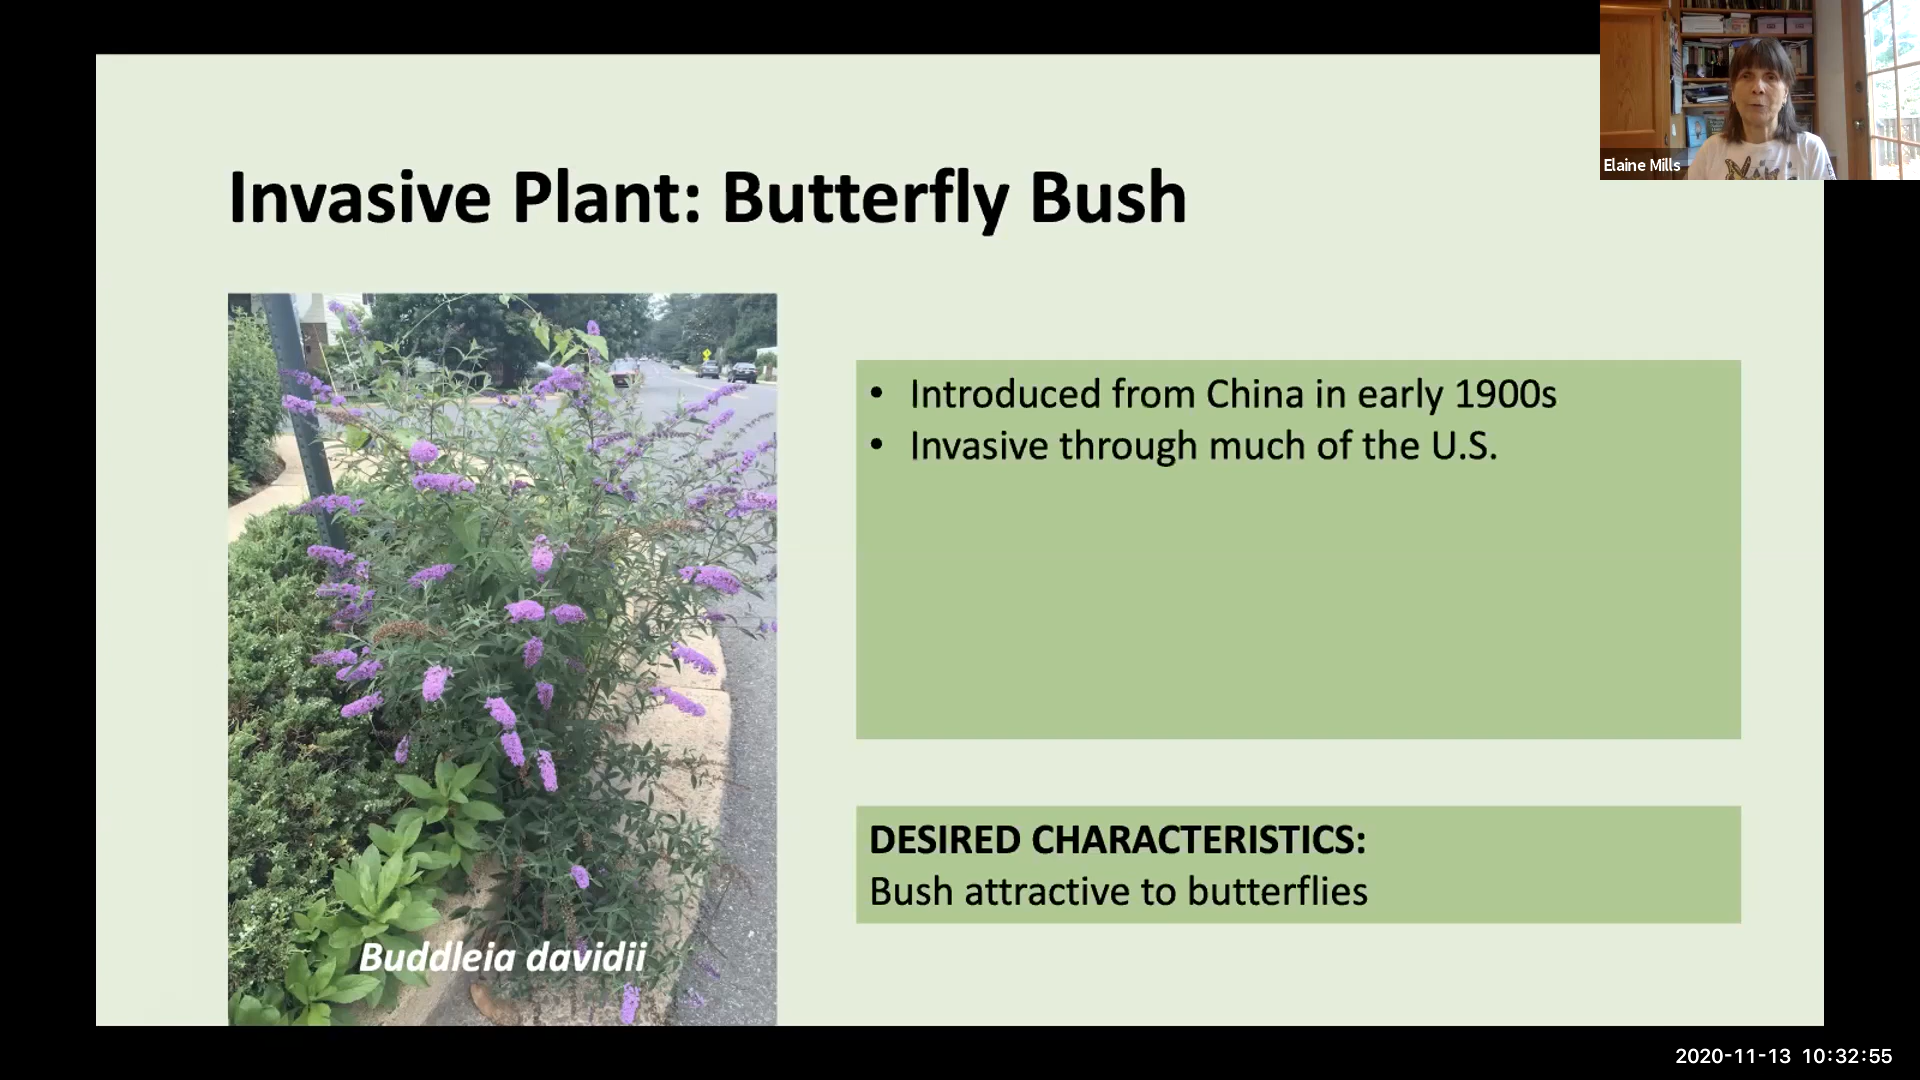 Elaine Mills
Invasive Plant: Butterfly Bush
• Introduced from China in early 1900s
• Invasive through much of the U.S.
DESIRED CHARACTERISTICS:
Bush attractive to butterflies
Buddleia davidii
2020-11-13 10:32:55